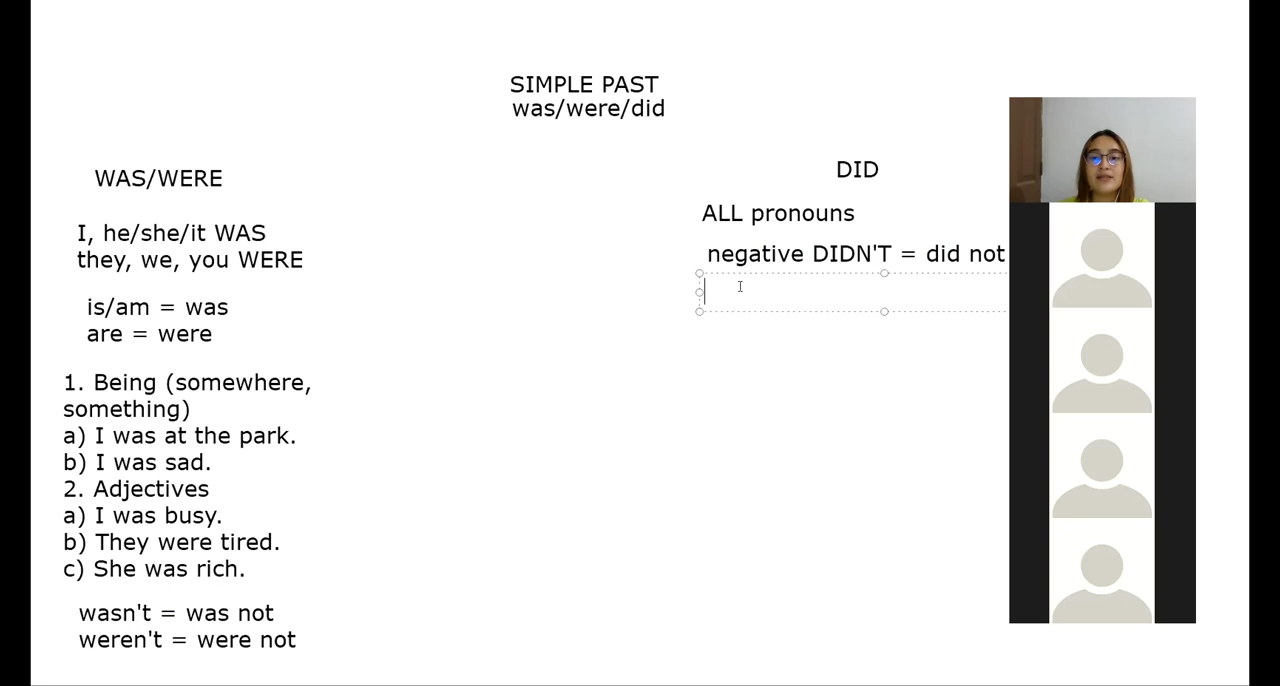 SIMPLE PAST
was/were/did
WAS/WERE
I, he/she/it WAS
they, we, you WERE
is/am = was
are = were
1. Being (somewhere,
something)
a) I was at the park.
b) I was sad.
2. Adjectives
a) I was busy.
b) They were tired.
c) She was rich.
wasn't = was not
weren't = were not
DID
ALL pronouns
negative DIDN'T = did not